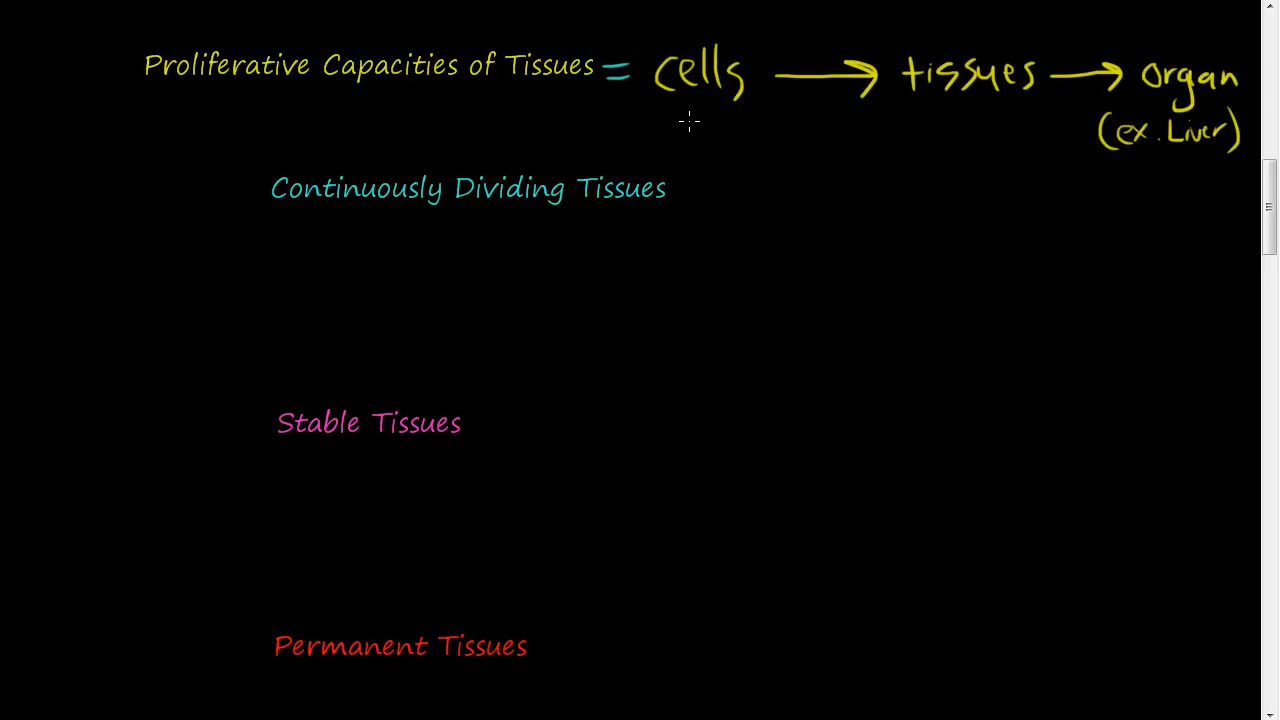 Proliferative Capacities of Tissues = cells → tissues → organ
(ex. Liver)
Continuously Dividing Tissues
Stable Tissues
Permanent Tissues